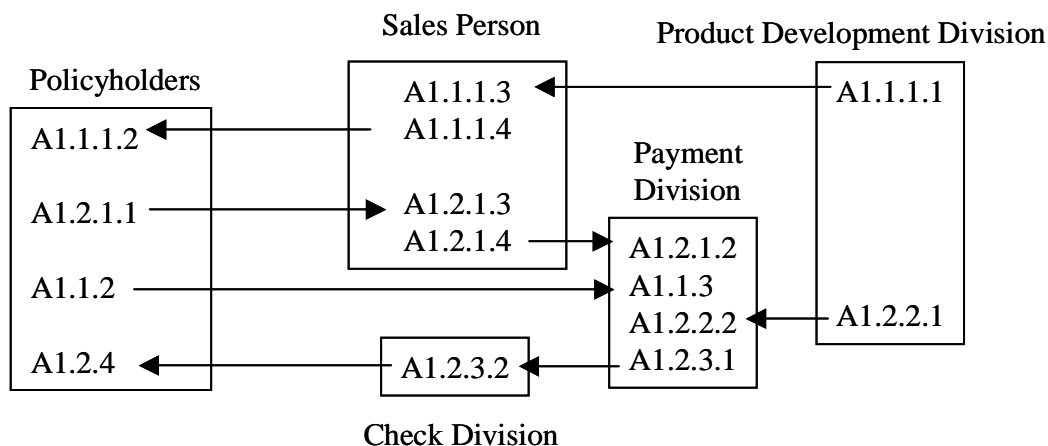 Sales Person
Product Development Division
Policyholders
A1.1.1.3
A1.1.1.1
A1.1.1.2
A1.1.1.4
Payment
Division
A1.2.1.1
A1.2.1.3
A1.2.1.4
A1.2.1.2
A1.1.2
A1.1.3
A1.2.2.2
A1.2.2.1
A1.2.4
A1.2.3.2
A1.2.3.1
Check Division